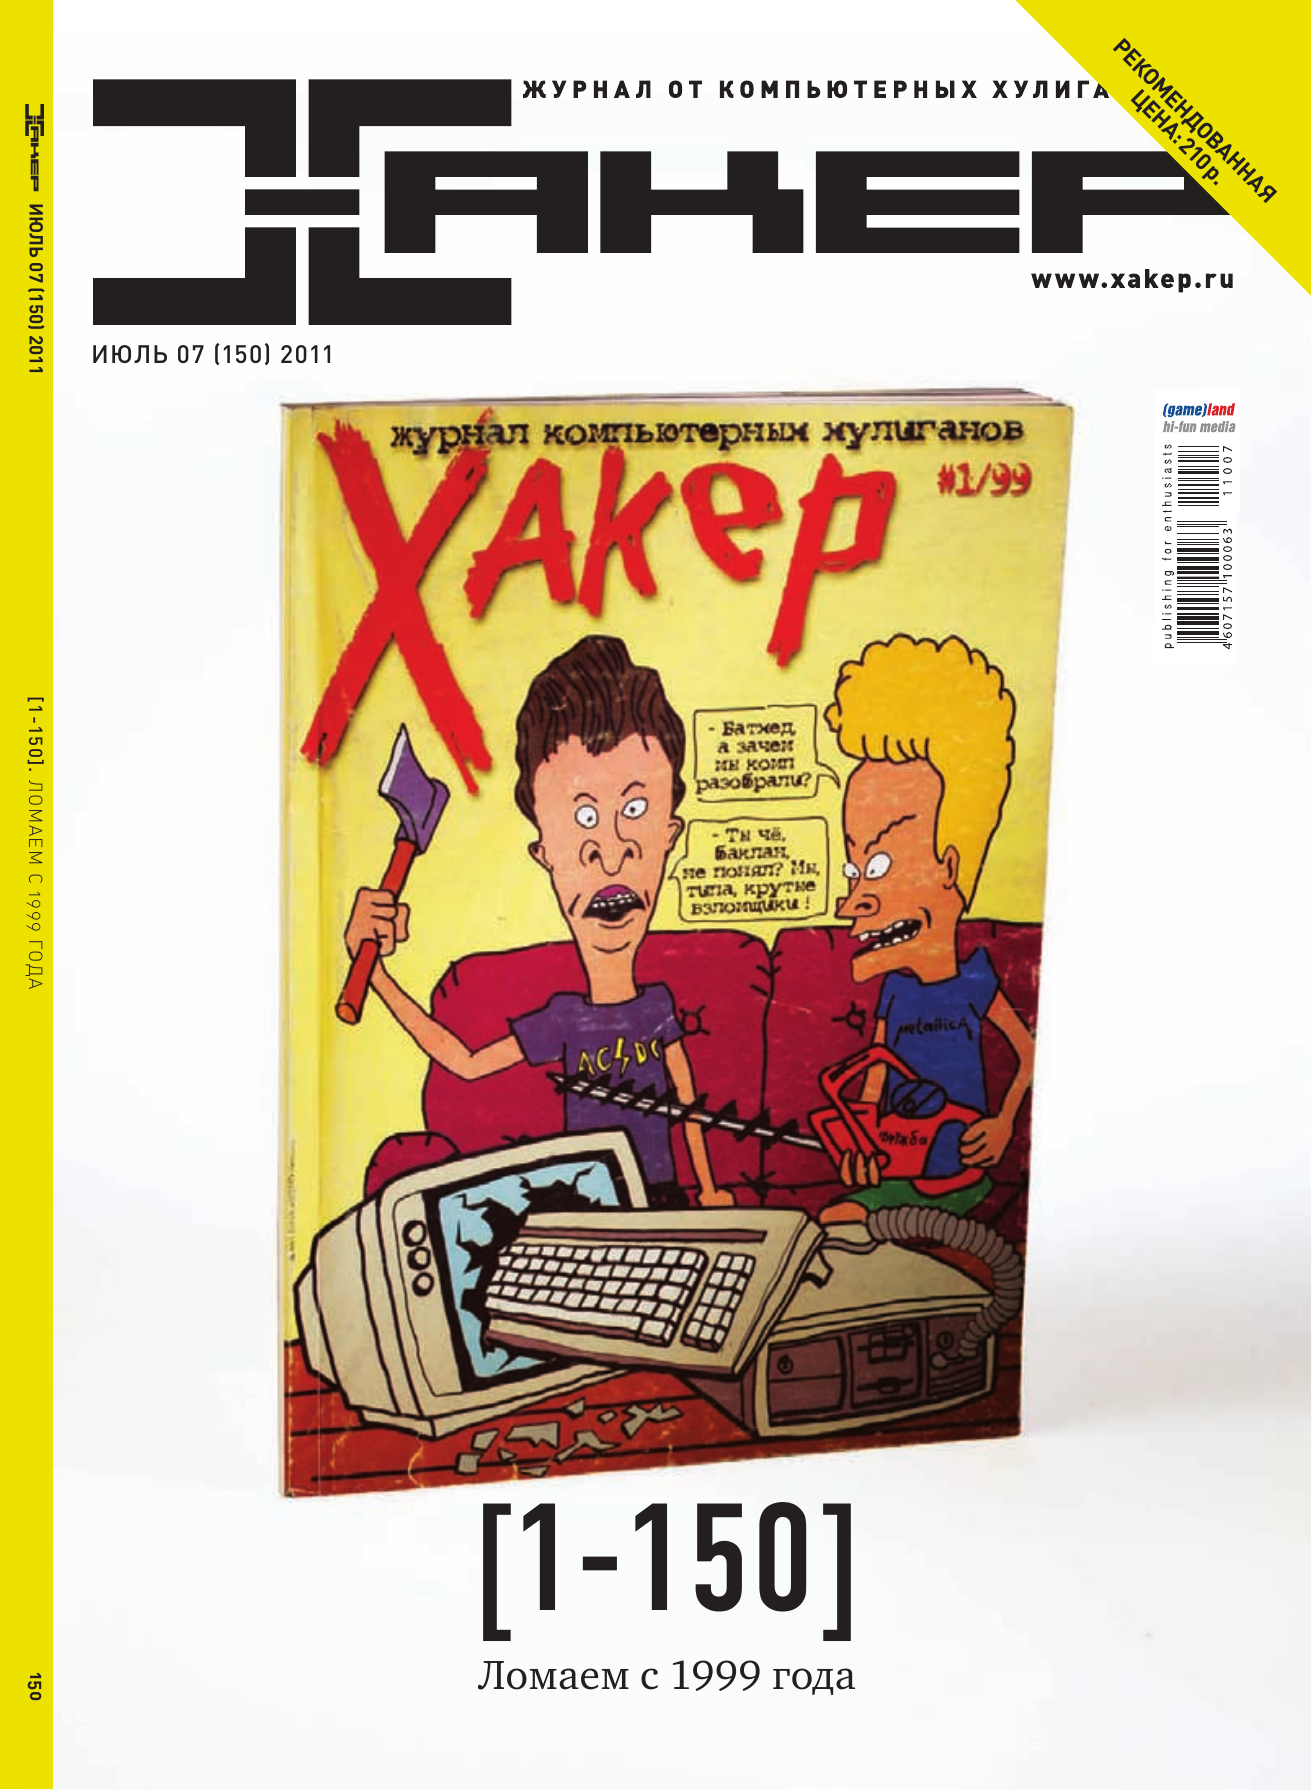 ЖУРНАЛ ОТ КОМПЬЮТЕРНЫХ ХУЛИГА
РЕКОМЕНДОВАННАЯ
ЦЕНА: 210 р.
ХАКЕР
www.xakep.ru
ИЮЛЬ 07 (150) 2011
(game)land
hi-fun media
publishing for enthusiasts
11007
4 607157 100063
журнал компьютерных хулиганов
Хакер
#1/99
- Батхед,
а зачем
мы комп
разобрали?
- Ты чё,
баклан,
не понял? Мы,
типа, крутые
взломщики !
AC DC
MetallicA
Дружба
[1-150]
Ломаем с 1999 года
ХАКЕР ИЮЛЬ 07 (150) 2011
[1-150]. ЛОМАЕМ С 1999 ГОДА
150